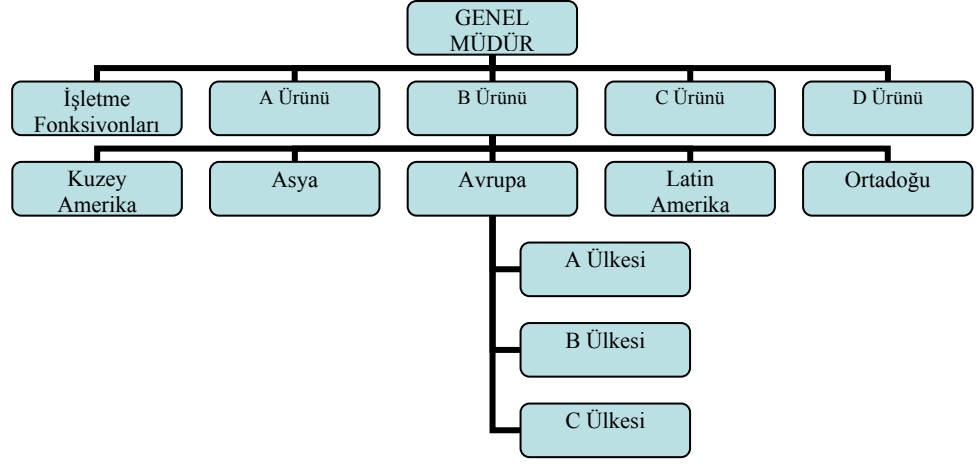 GENEL
MÜDÜR
İşletme
Fonksivonları
A Ürünü
B Ürünü
C Ürünü
D Ürünü
Kuzey
Amerika
Asya
Avrupa
Latin
Amerika
Ortadoğu
A Ülkesi
B Ülkesi
C Ülkesi